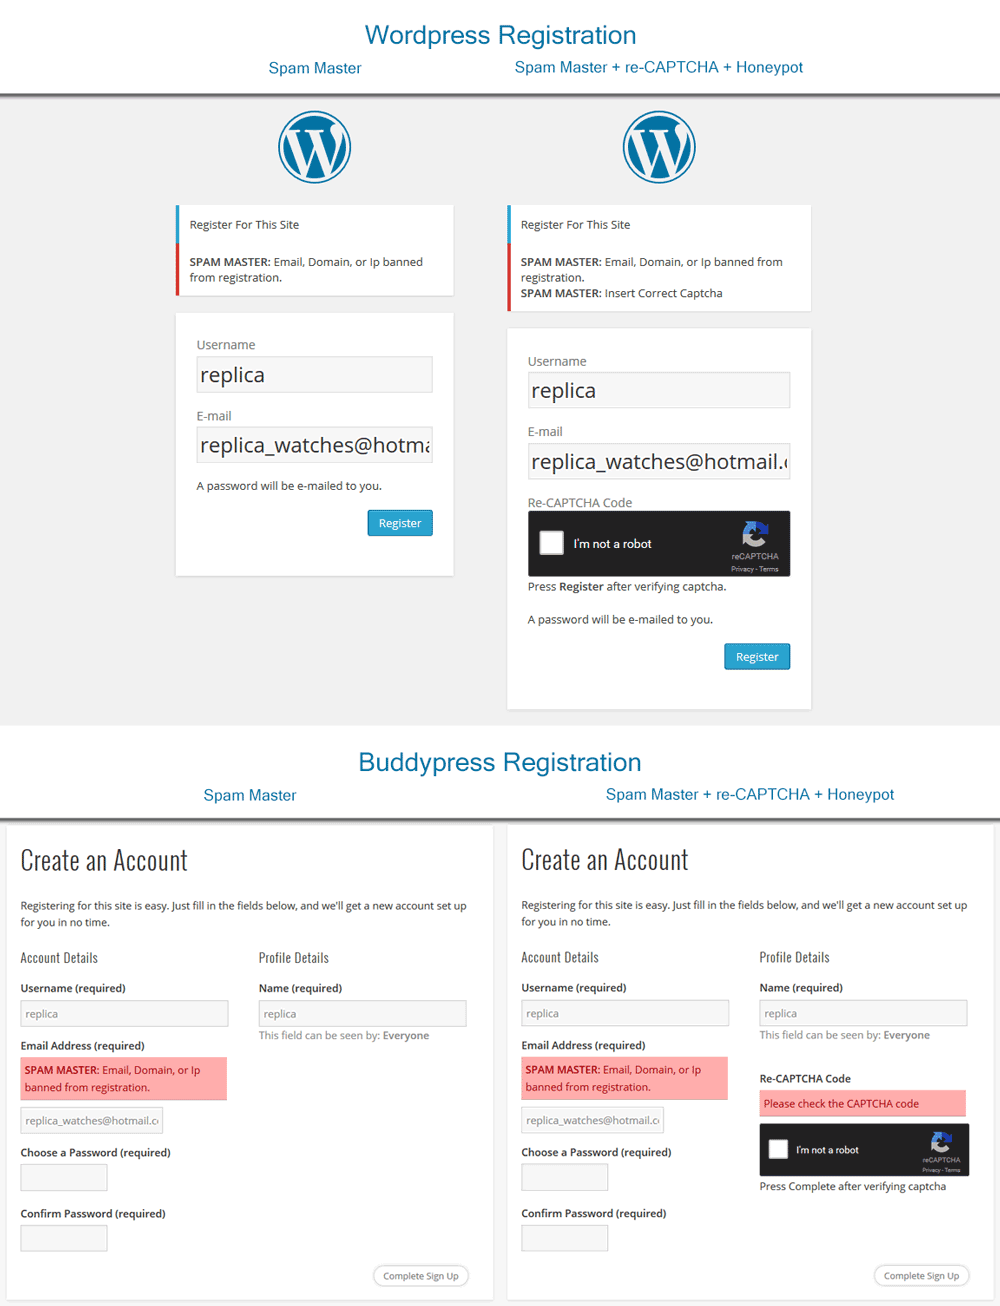 Wordpress Registration
Spam Master
Spam Master + re-CAPTCHA + Honeypot
Register For This Site
SPAM MASTER: Email, Domain, or Ip banned
from registration.
Username
replica
E-mail
replica_watches@hotma
A password will be e-mailed to you.
Register
Register For This Site
SPAM MASTER: Email, Domain, or Ip banned from
registration.
SPAM MASTER: Insert Correct Captcha
Username
replica
E-mail
replica_watches@hotmail.c
Re-CAPTCHA Code
I'm not a robot
reCAPTCHA
Privacy - Terms
Press Register after verifying captcha.
A password will be e-mailed to you.
Register
Buddypress Registration
Spam Master
Spam Master + re-CAPTCHA + Honeypot
Create an Account
Registering for this site is easy. Just fill in the fields below, and we'll get a new account set up
for you in no time.
Account Details
Username (required)
replica
Email Address (required)
SPAM MASTER: Email, Domain, or Ip
banned from registration.
replica_watches@hotmail.c
Choose a Password (required)
Confirm Password (required)
Profile Details
Name (required)
replica
This field can be seen by: Everyone
Complete Sign Up
Create an Account
Registering for this site is easy. Just fill in the fields below, and we'll get a new account set up
for you in no time.
Account Details
Username (required)
replica
Email Address (required)
SPAM MASTER: Email, Domain, or Ip
banned from registration.
replica_watches@hotmail.c
Choose a Password (required)
Confirm Password (required)
Profile Details
Name (required)
replica
This field can be seen by: Everyone
Re-CAPTCHA Code
Please check the CAPTCHA code
I'm not a robot
reCAPTCHA
Privacy - Terms
Press Complete after verifying captcha
Complete Sign Up